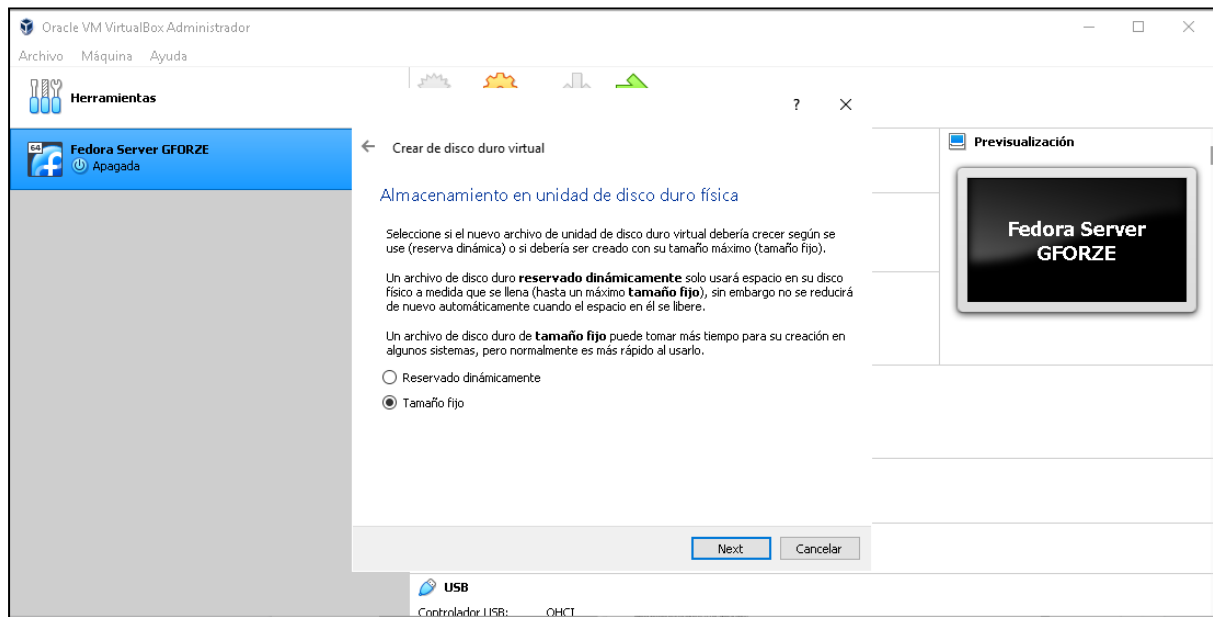 Oracle VM VirtualBox Administrador
Archivo Máquina Ayuda
Herramientas
64
Fedora Server GFORZE
Apagada
?
Crear de disco duro virtual
Almacenamiento en unidad de disco duro física
Seleccione si el nuevo archivo de unidad de disco duro virtual debería crecer según se
use (reserva dinámica) o si debería ser creado con su tamaño máximo (tamaño fijo).
Un archivo de disco duro reservado dinámicamente solo usará espacio en su disco
físico a medida que se llena (hasta un máximo tamaño fijo), sin embargo no se reducirá
de nuevo automáticamente cuando el espacio en él se libere.
Un archivo de disco duro de tamaño fijo puede tomar más tiempo para su creación en
algunos sistemas, pero normalmente es más rápido al usarlo.
Reservado dinámicamente
Tamaño fijo
Next Cancelar
Previsualización
Fedora Server
GFORZE
USB
Controlador USB: OHCI